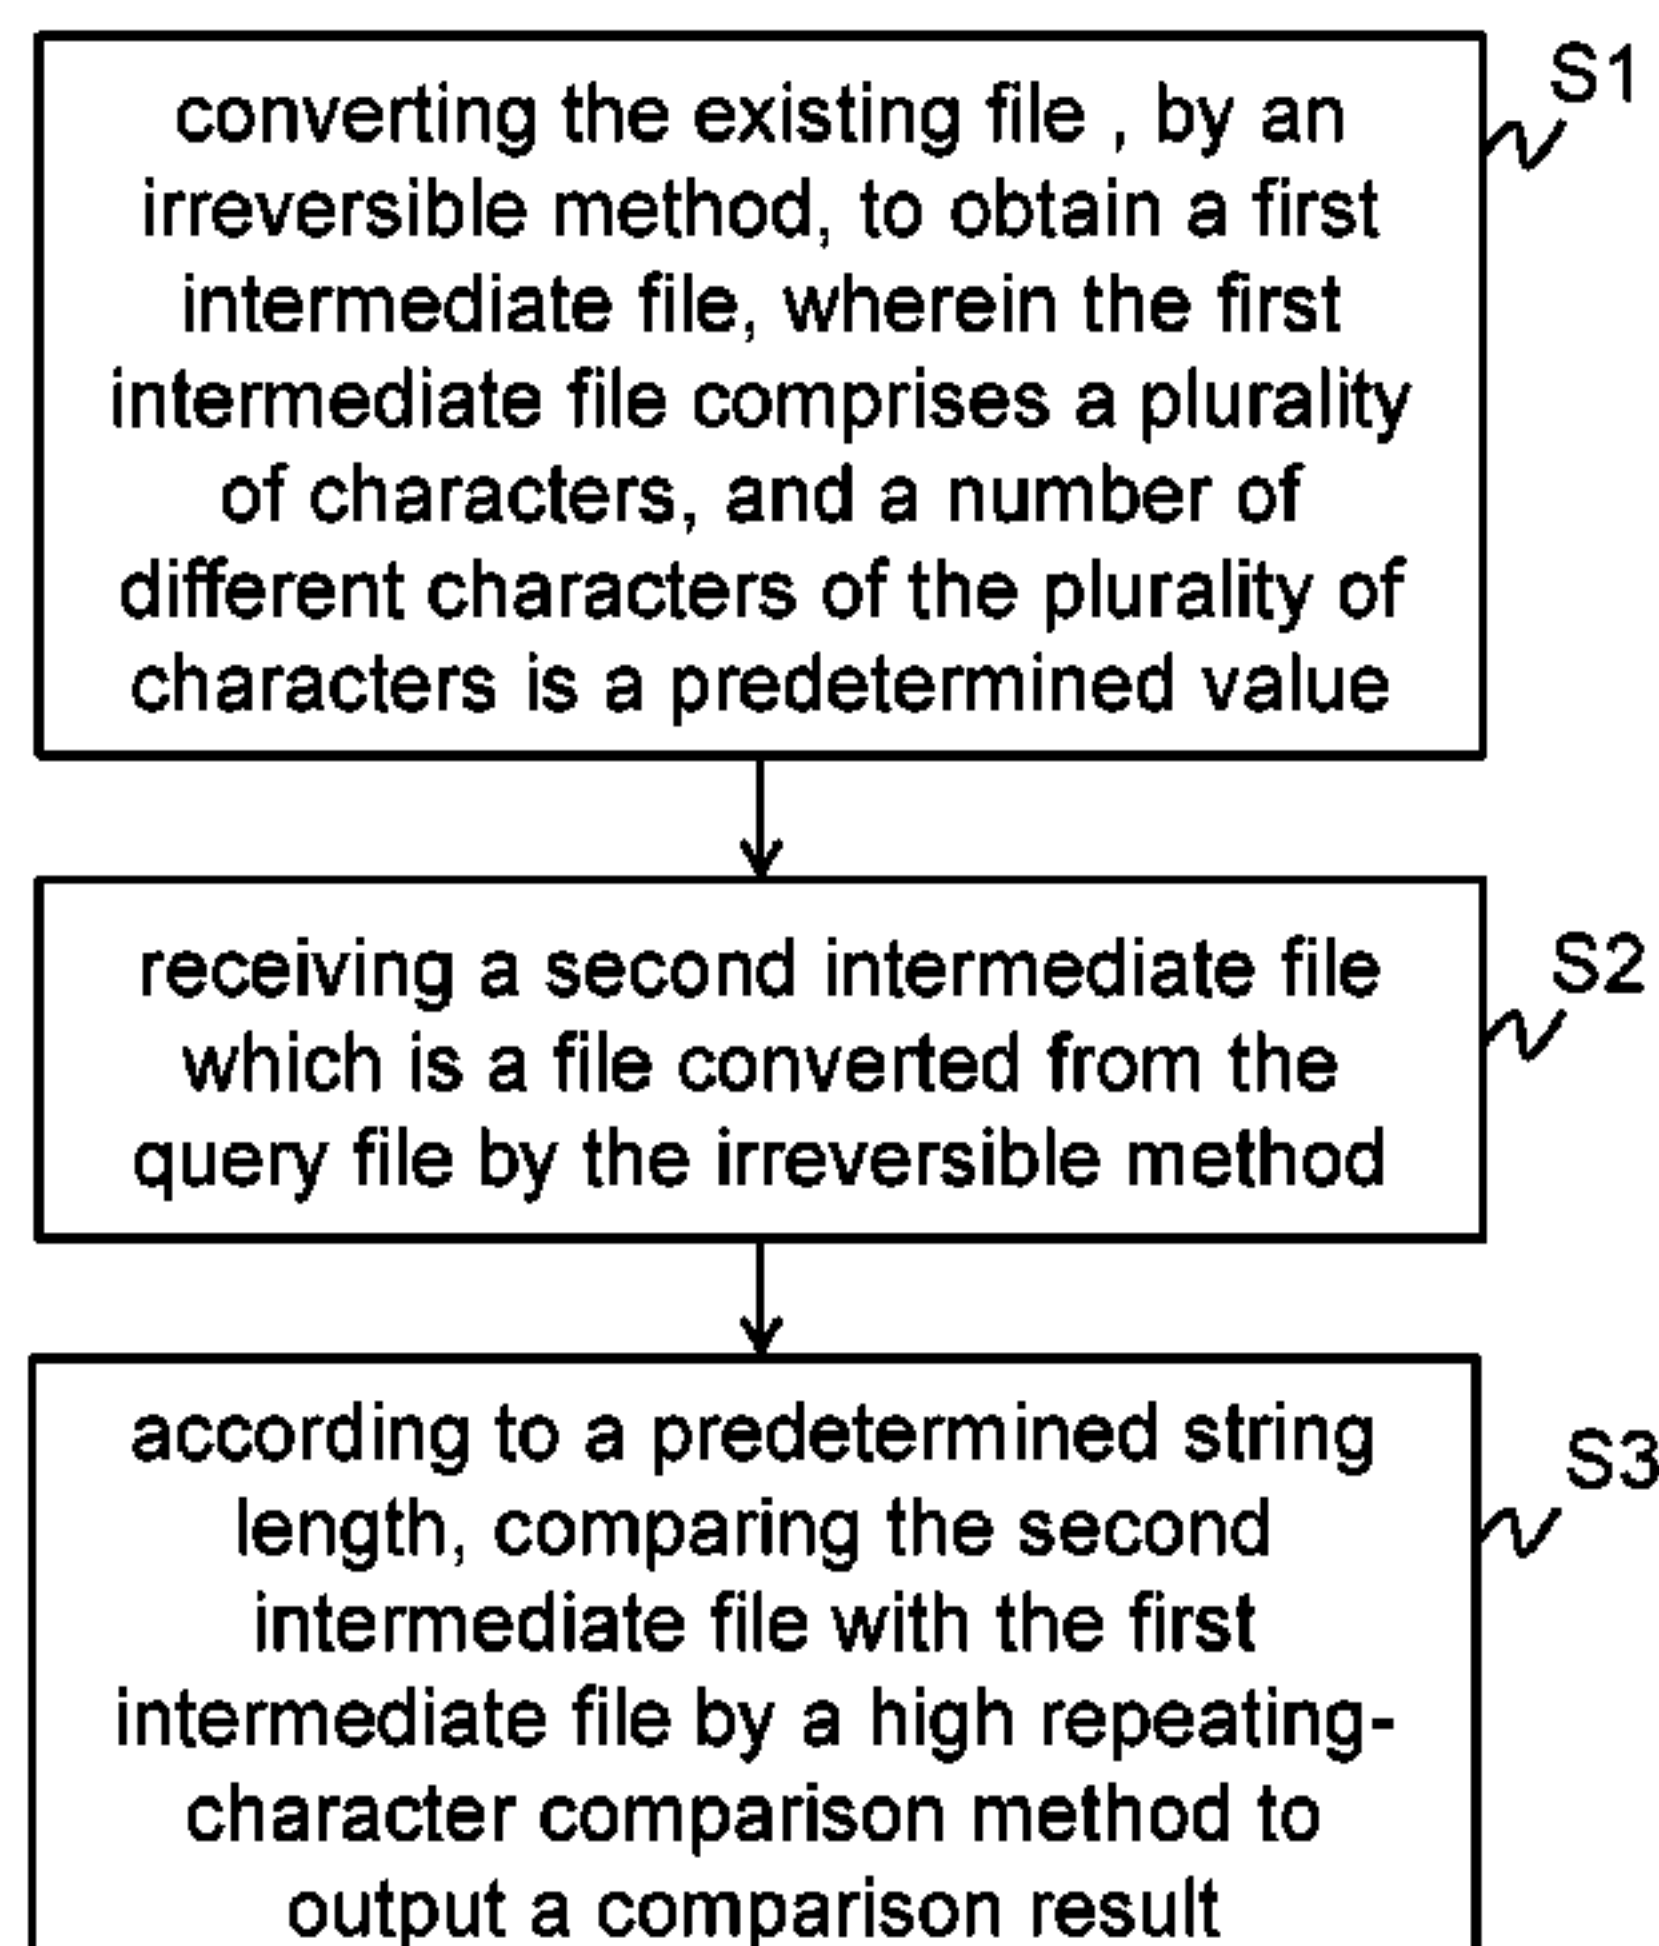 converting the existing file , by an
irreversible method, to obtain a first
intermediate file, wherein the first
intermediate file comprises a plurality
of characters, and a number of
different characters of the plurality of
characters is a predetermined value
S1
receiving a second intermediate file
which is a file converted from the
query file by the irreversible method
S2
according to a predetermined string
length, comparing the second
intermediate file with the first
intermediate file by a high repeating-
character comparison method to
output a comparison result
S3